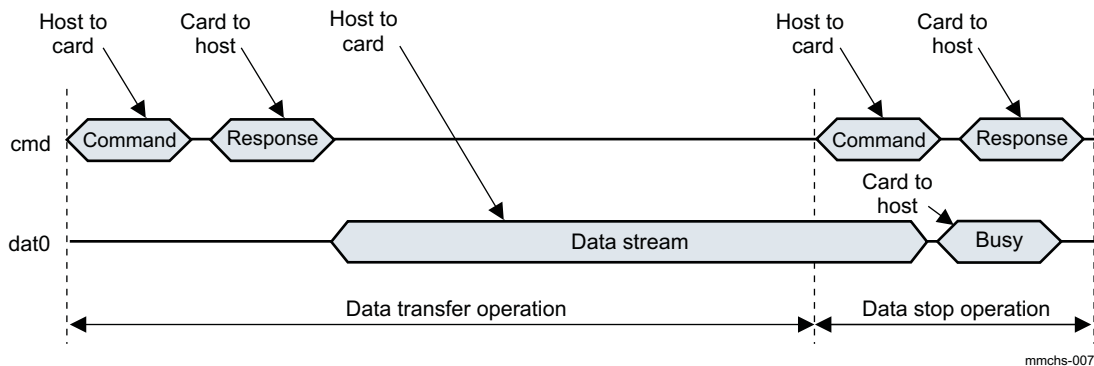 Host to
card
Card to
host
Host to
card
Host to
card
Card to
host
cmd
Command
Response
Command
Response
Card to
host
dat0
Data stream
Busy
Data transfer operation
Data stop operation
mmchs-007